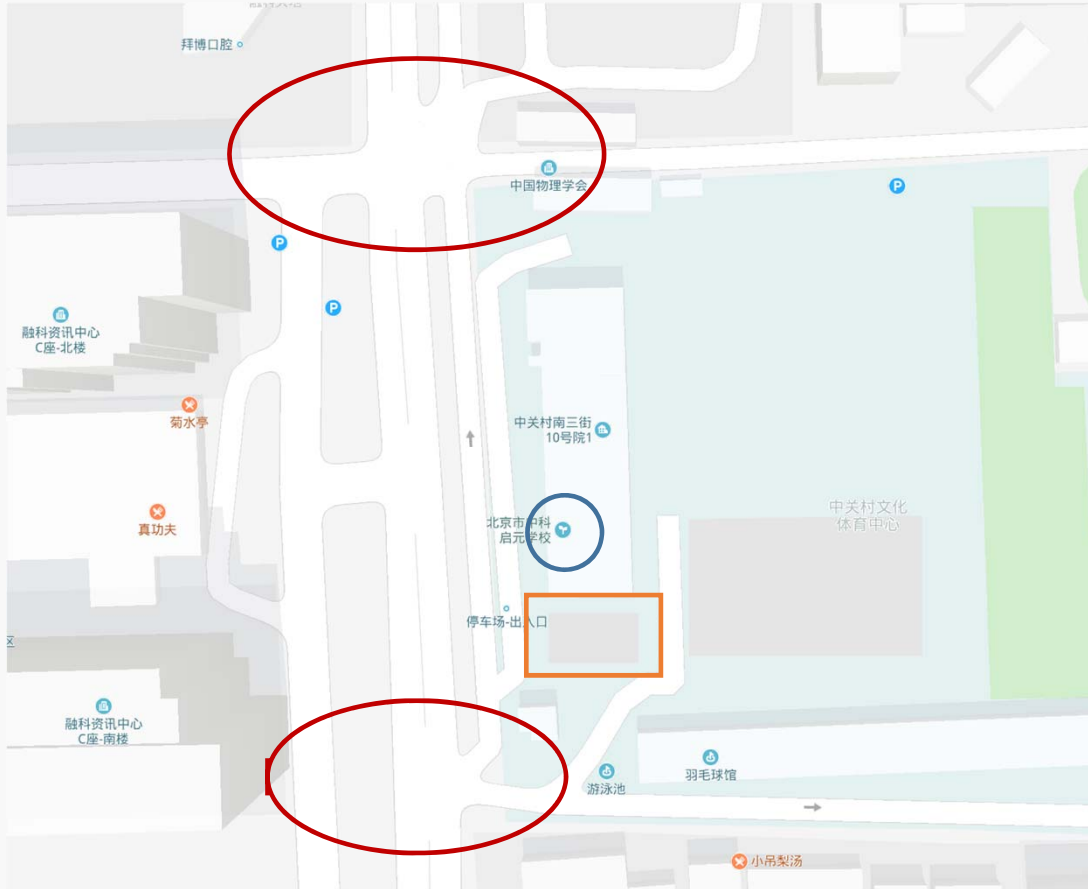 拜博口腔
中国物理学会
P
P
P
融科资讯中心
C座-北楼
菊水亭
中关村南三街
10号院1
真功夫
北京市中科
启元学校
中关村文化
体育中心
停车场-出入口
区
融科资讯中心
C座-南楼
游泳池
羽毛球馆
小吊梨汤